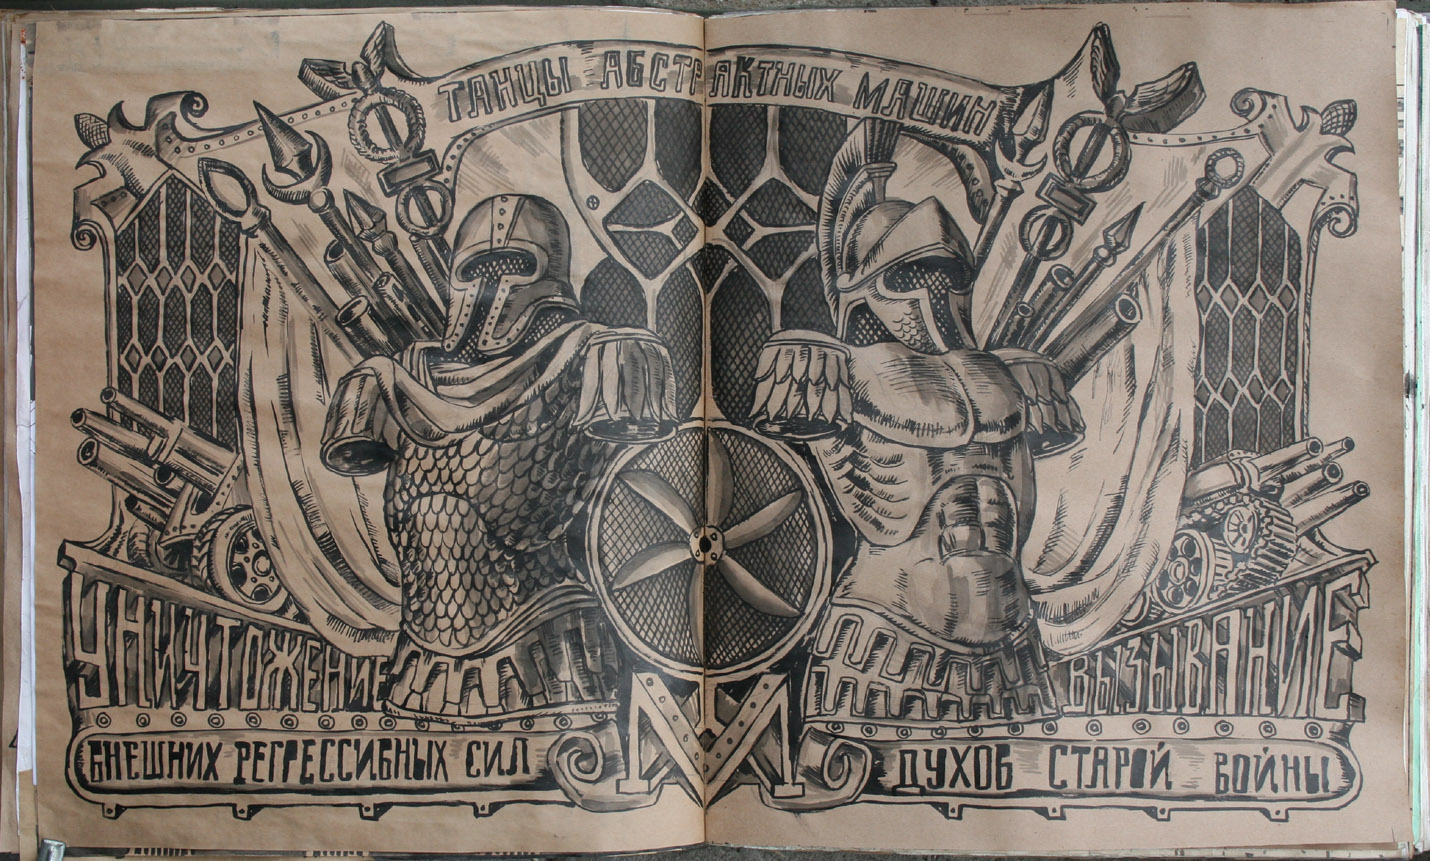 ТАНЦЫ АБСТРАКТНЫХ МАШИН
УНИЧТОЖЕНИЕ
ВНЕШНИХ РЕГРЕССИВНЫХ СИЛ
М
ВЫЗЫВАНИЕ
ДУХОВ СТАРОЙ ВОЙНЫ